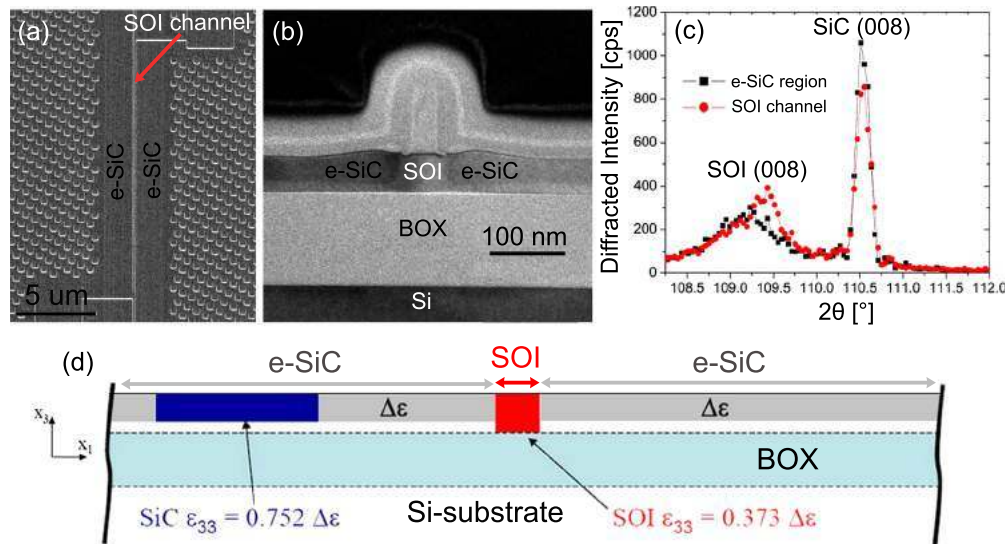 (a)
SOI channel
e-SiC
e-SiC
5 um
(b)
e-SiC
SOI
e-SiC
BOX
100 nm
Si
(c)
SiC (008)
e-SiC region
SOI channel
SOI (008)
Diffracted Intensity [cps]
1000
800
600
400
200
0
108.5 109.0 109.5 110.0 110.5 111.0 111.5 112.0
2θ [°]
(d)
e-SiC
SOI
e-SiC
Δε
Δε
x₃
x₁
BOX
SiC ε₃₃ = 0.752 Δε
Si-substrate
SOI ε₃₃ = 0.373 Δε